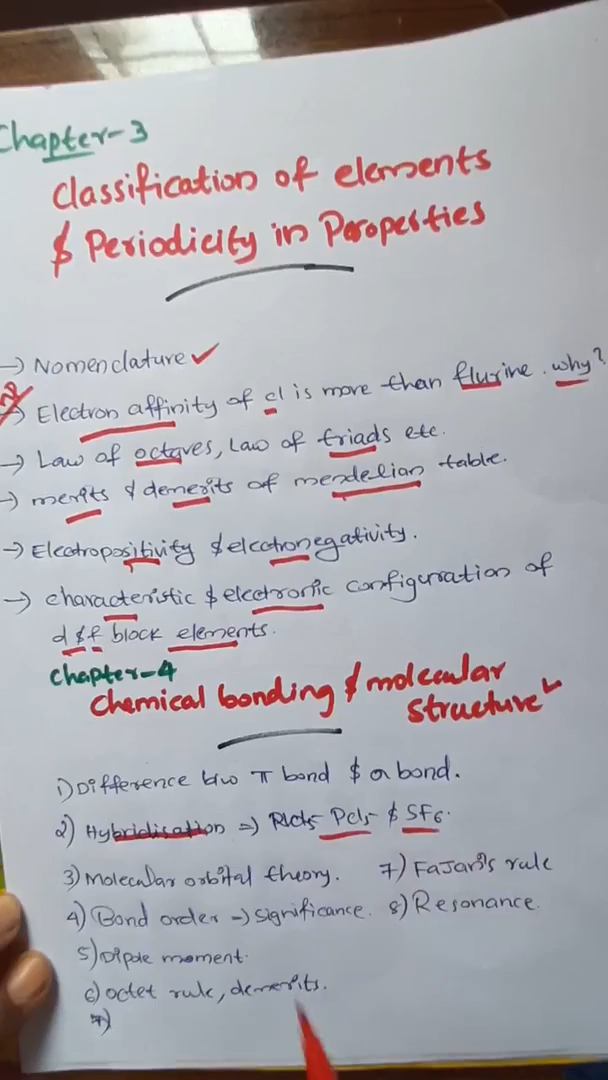 Chapter-3
Classification of elements
& Periodicity in Properties
→ Nomenclature ✓
→ Electron affinity of cl is more than flurine. why?
→ Law of octaves, Law of triads etc.
→ merits & demerits of mendelian table.
→ Electropositivity & electronegativity.
→ characteristic & electronic configuration of
d & f block elements.
Chapter-4
Chemical bonding & molecular
structure
1) Difference b/w π bond & σ bond.
2) Hybridisation ⇒ Pcl5 & SF6.
3) Molecular orbital theory. 7) FaJan's rule
4) Bond order → Significance. 8) Resonance.
5) Dipole moment.
6) octet rule, demerits.
7)